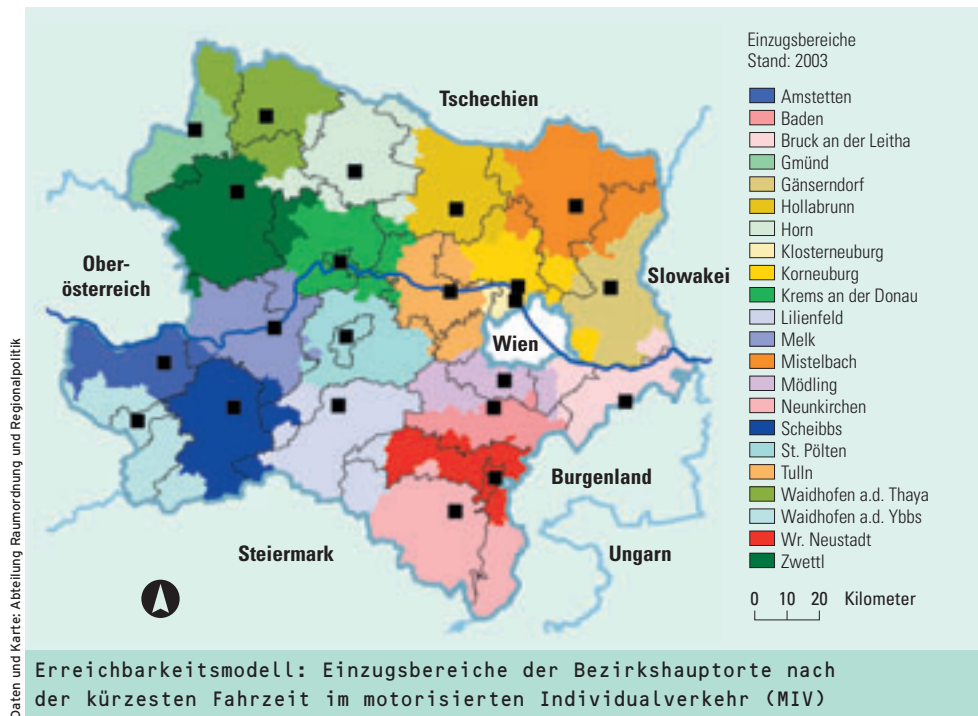 Tschechien
Ober-
österreich
Slowakei
Wien
Burgenland
Steiermark
Ungarn
Einzugsbereiche
Stand: 2003
Amstetten
Baden
Bruck an der Leitha
Gmünd
Gänserndorf
Hollabrunn
Horn
Klosterneuburg
Korneuburg
Krems an der Donau
Lilienfeld
Melk
Mistelbach
Mödling
Neunkirchen
Scheibbs
St. Pölten
Tulln
Waidhofen a.d. Thaya
Waidhofen a.d. Ybbs
Wr. Neustadt
Zwettl
0 10 20 Kilometer
Daten und Karte: Abteilung Raumordnung und Regionalpolitik
Erreichbarkeitsmodell: Einzugsbereiche der Bezirkshauptorte nach
der kürzesten Fahrzeit im motorisierten Individualverkehr (MIV)